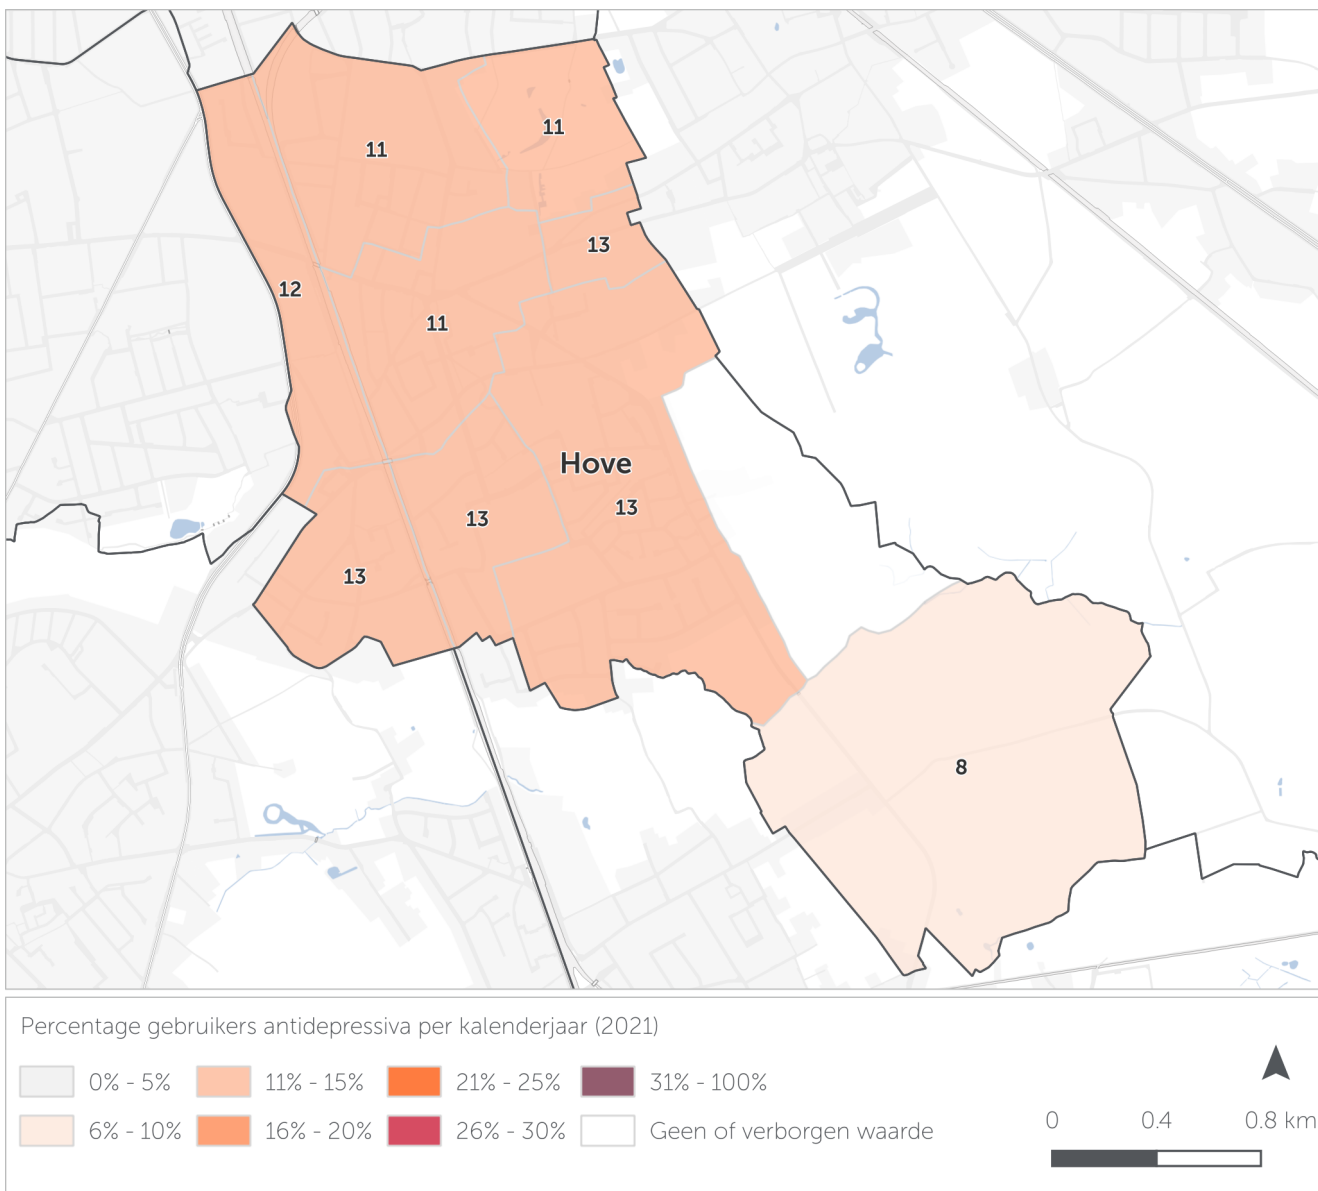 11
11
13
12
11
Hove
13
13
13
8
Percentage gebruikers antidepressiva per kalenderjaar (2021)
0% - 5%
11% - 15%
21% - 25%
31% - 100%
6% - 10%
16% - 20%
26% - 30%
Geen of verborgen waarde
0 0.4 0.8 km